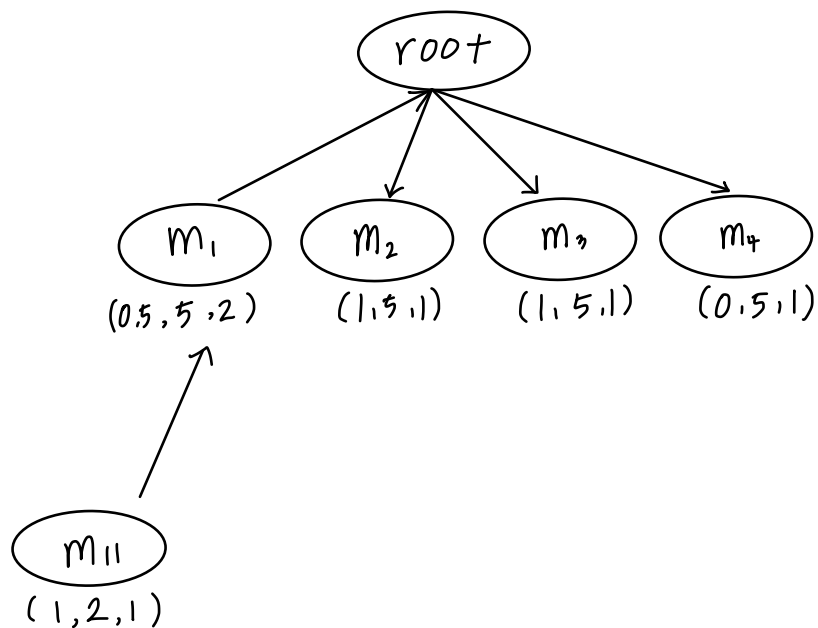 root
m₁ m₂ m₃ m₄
(0.5, 5, 2) (1, 5, 1) (1, 5, 1) (0, 5, 1)
m11
(1, 2, 1)